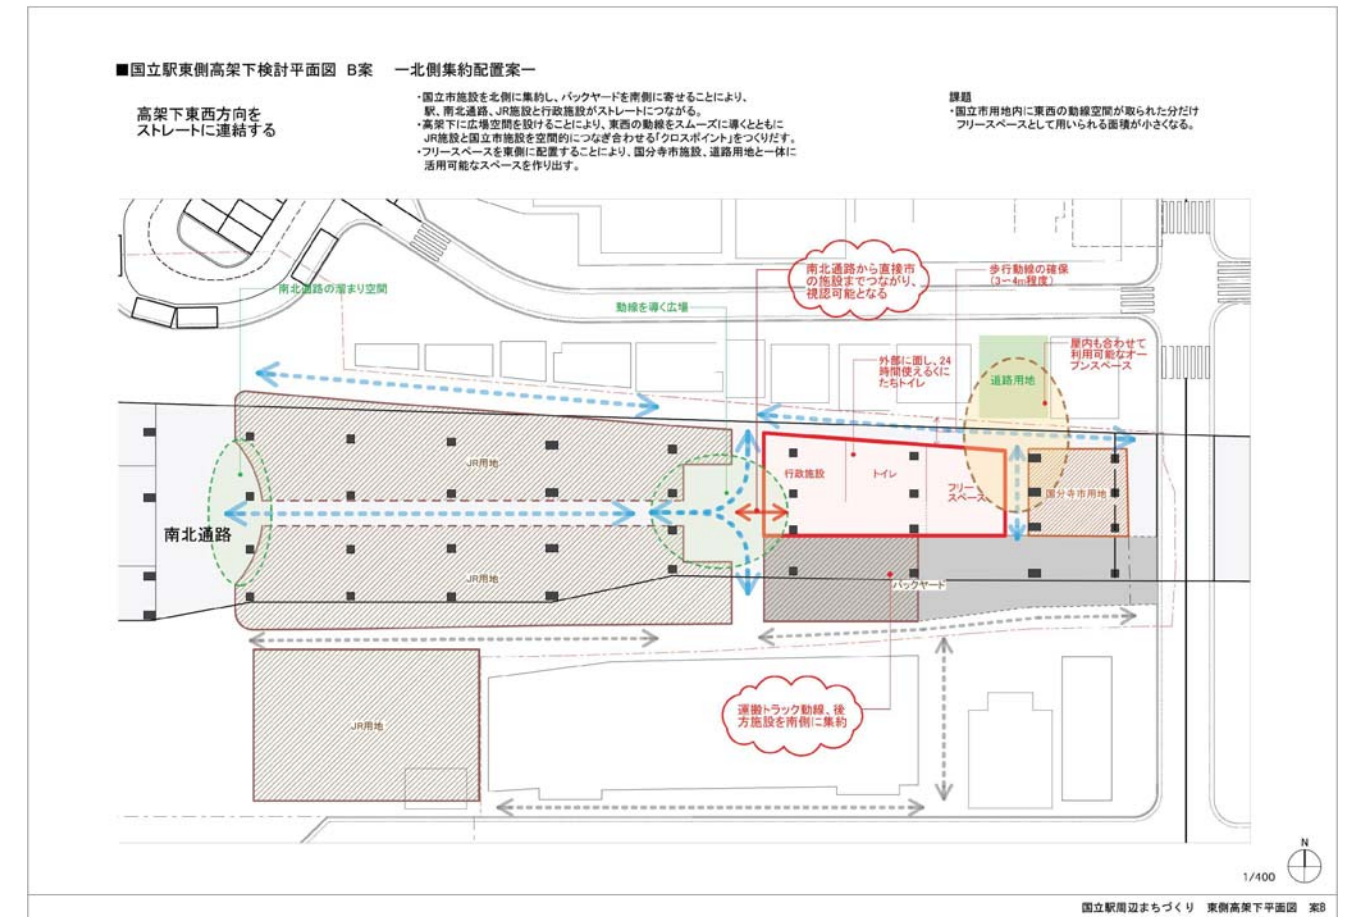 ■国立駅東側高架下検討平面図 B案 ー北側集約配置案ー
高架下東西方向を
ストレートに連結する
・国立市施設を北側に集約し、バックヤードを南側に寄せることにより、
駅、南北通路、JR施設と行政施設がストレートにつながる。
・高架下に広場空間を設けることにより、東西の動線をスムーズに導くとともに
JR施設と国立市施設を空間的につなぎ合わせる「クロスポイント」をつくりだす。
・フリースペースを東側に配置することにより、国分寺市施設、道路用地と一体に
活用可能なスペースを作り出す。
課題
・国立市用地内に東西の動線空間が取られた分だけ
フリースペースとして用いられる面積が小さくなる。
南北通路の溜まり空間
動線を導く広場
南北通路から直接市
の施設までつながり、
視認可能となる
歩行動線の確保
(3〜4m程度)
外部に面し、24
時間使えるくに
たちトイレ
屋内も合わせて
利用可能なオー
プンスペース
道路用地
JR用地
行政施設
トイレ
フリー
スペース
国分寺市用地
南北通路
JR用地
バックヤード
運搬トラック動線、後
方施設を南側に集約
JR用地
N
1/400
国立駅周辺まちづくり 東側高架下平面図 案B